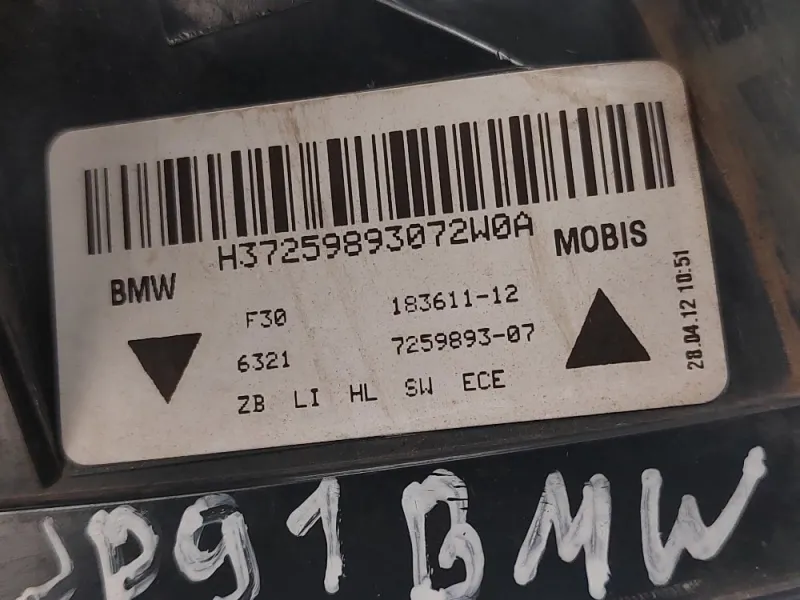 H37259893072W0A
BMW MOBIS
F30 183611-12
6321 7259893-07
ZB LI HL SW ECE
28.04.12 10:51
P91 BMW